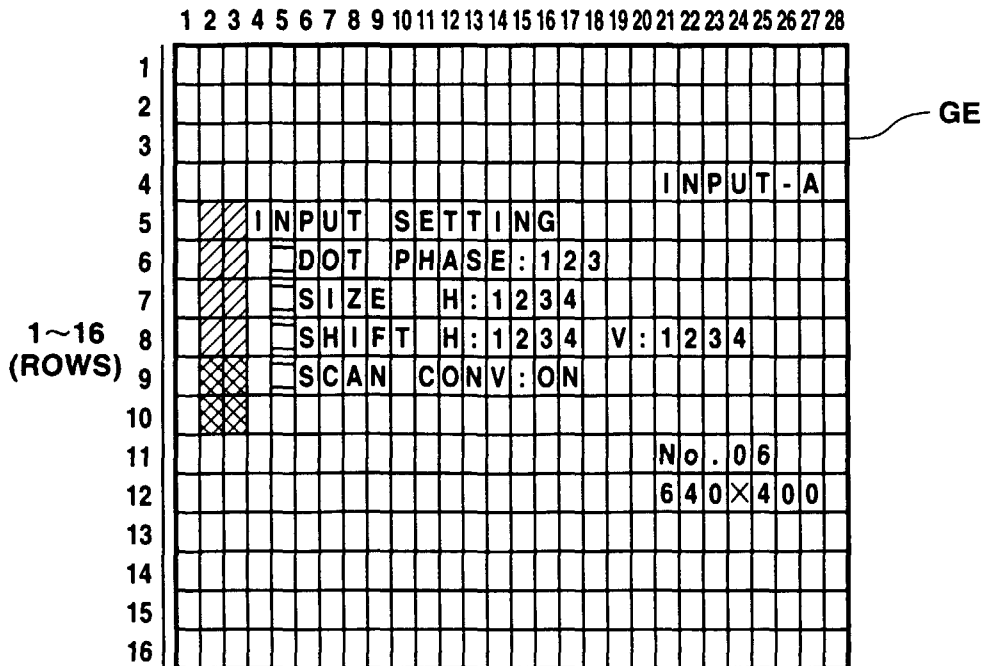 1 2 3 4 5 6 7 8 9 10 11 12 13 14 15 16 17 18 19 20 21 22 23 24 25 26 27 28
1
2
3
GE
4 INPUT-A
5 INPUT SETTING
6 DOT PHASE:123
7 SIZE H:1234
1~16
8 SHIFT H:1234 V:1234
(ROWS)
9 SCAN CONV:ON
10
11 No.06
12 640×400
13
14
15
16